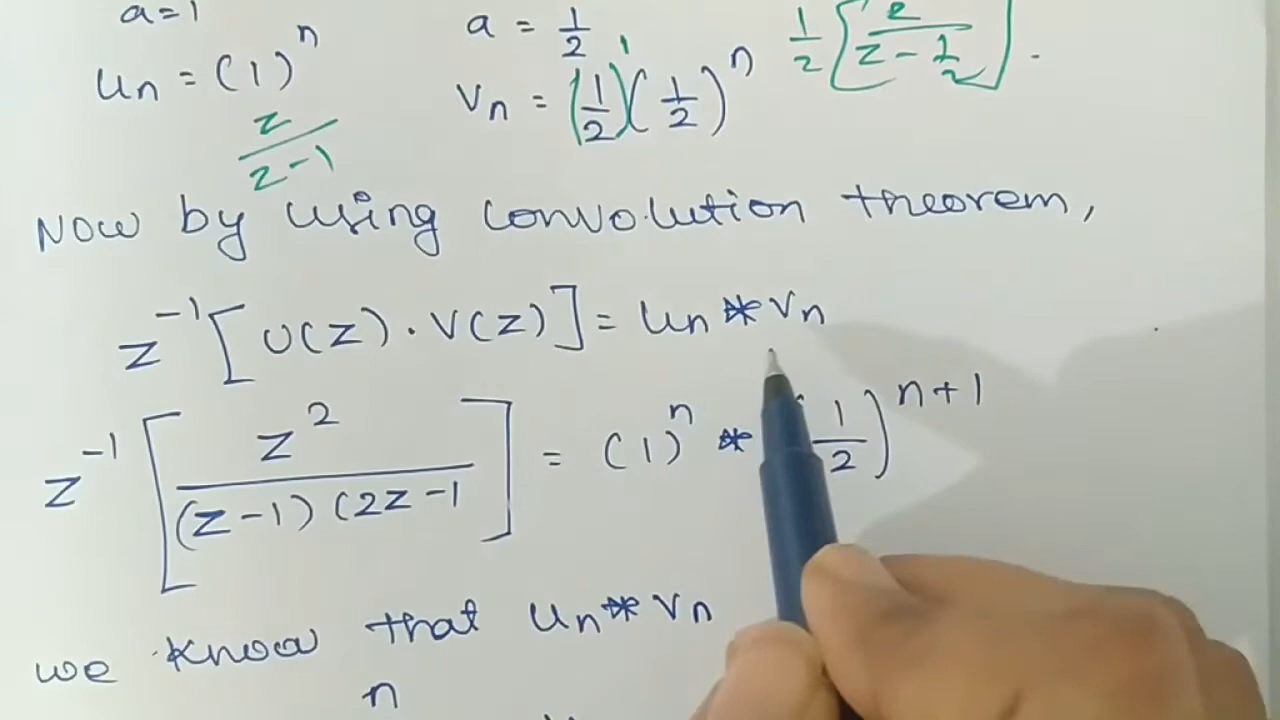 a=1 a = 1/2 1/2 [z/(z - 1/2)].
un = (1)^n vn = (1/2)^1 (1/2)^n
z/(z-1)
Now by using convolution theorem,
z^-1 [U(z) . V(z)] = un * vn
z^-1 [z^2/((z-1)(2z-1] = (1)^n * (1/2)^n+1
we know that un * vn
n